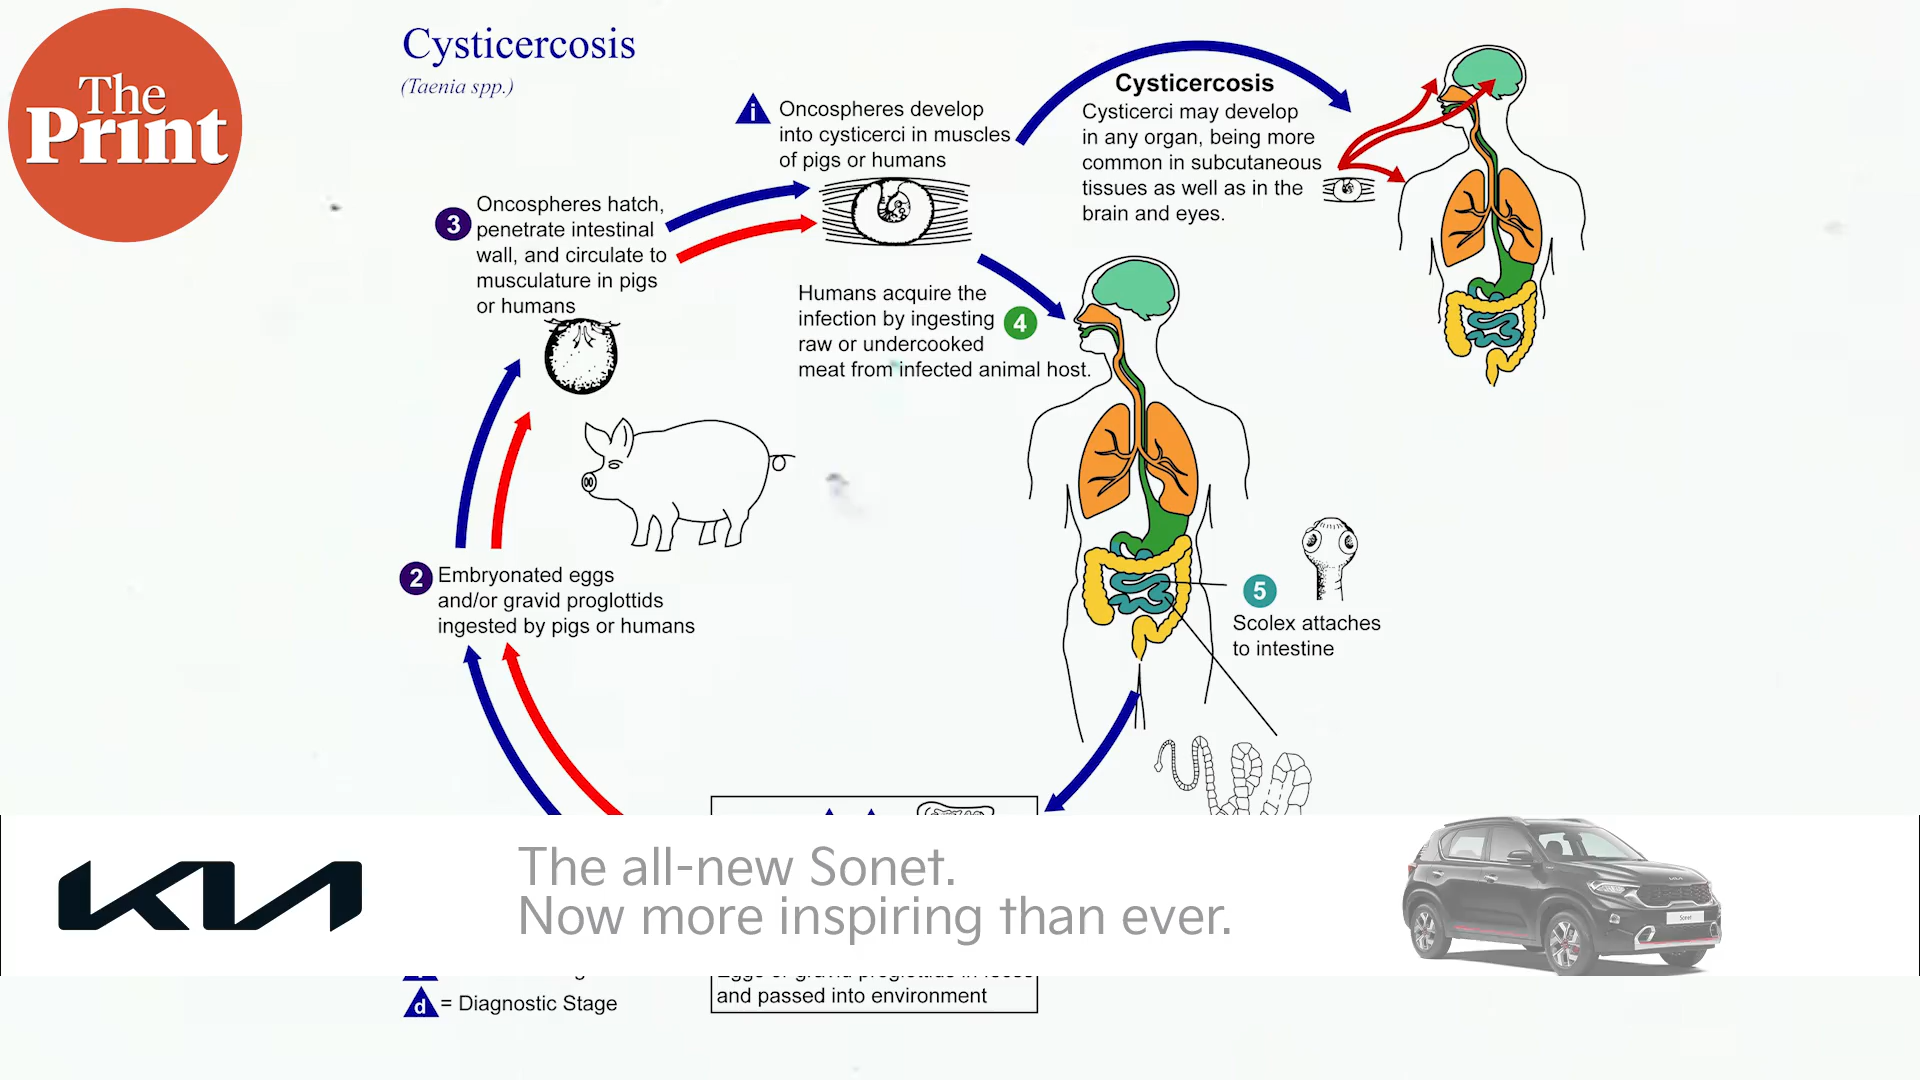 The
Print
Cysticercosis
(Taenia spp.)
i
Oncospheres develop
into cysticerci in muscles
of pigs or humans
Cysticercosis
Cysticerci may develop
in any organ, being more
common in subcutaneous
tissues as well as in the
brain and eyes.
3
Oncospheres hatch,
penetrate intestinal
wall, and circulate to
musculature in pigs
or humans
Humans acquire the
infection by ingesting
raw or undercooked
meat from infected animal host.
4
2
Embryonated eggs
and/or gravid proglottids
ingested by pigs or humans
5
Scolex attaches
to intestine
KIA
The all-new Sonet.
Now more inspiring than ever.
Sonet
and passed into environment
d = Diagnostic Stage